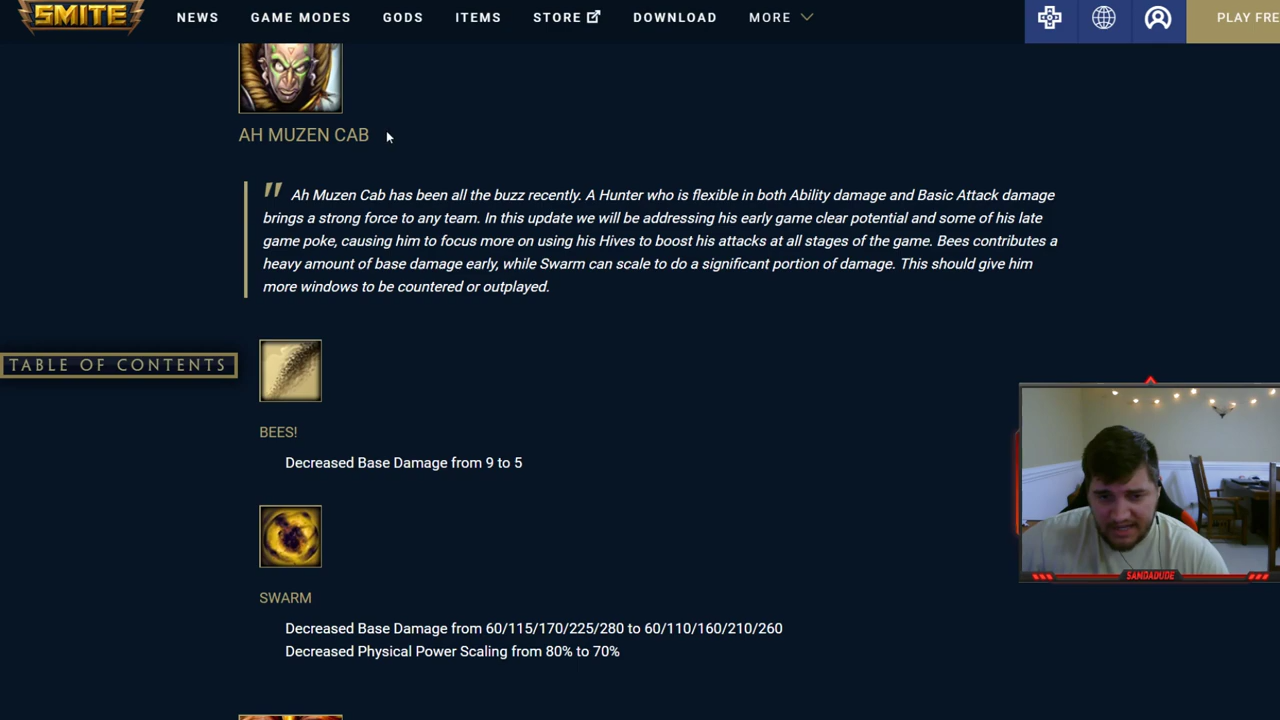 SMITE
NEWS GAME MODES GODS ITEMS STORE DOWNLOAD MORE PLAY FRE
AH MUZEN CAB
" Ah Muzen Cab has been all the buzz recently. A Hunter who is flexible in both Ability damage and Basic Attack damage
brings a strong force to any team. In this update we will be addressing his early game clear potential and some of his late
game poke, causing him to focus more on using his Hives to boost his attacks at all stages of the game. Bees contributes a
heavy amount of base damage early, while Swarm can scale to do a significant portion of damage. This should give him
more windows to be countered or outplayed.
TABLE OF CONTENTS
BEES!
Decreased Base Damage from 9 to 5
SWARM
Decreased Base Damage from 60/115/170/225/280 to 60/110/160/210/260
Decreased Physical Power Scaling from 80% to 70%
SAMDADUDE